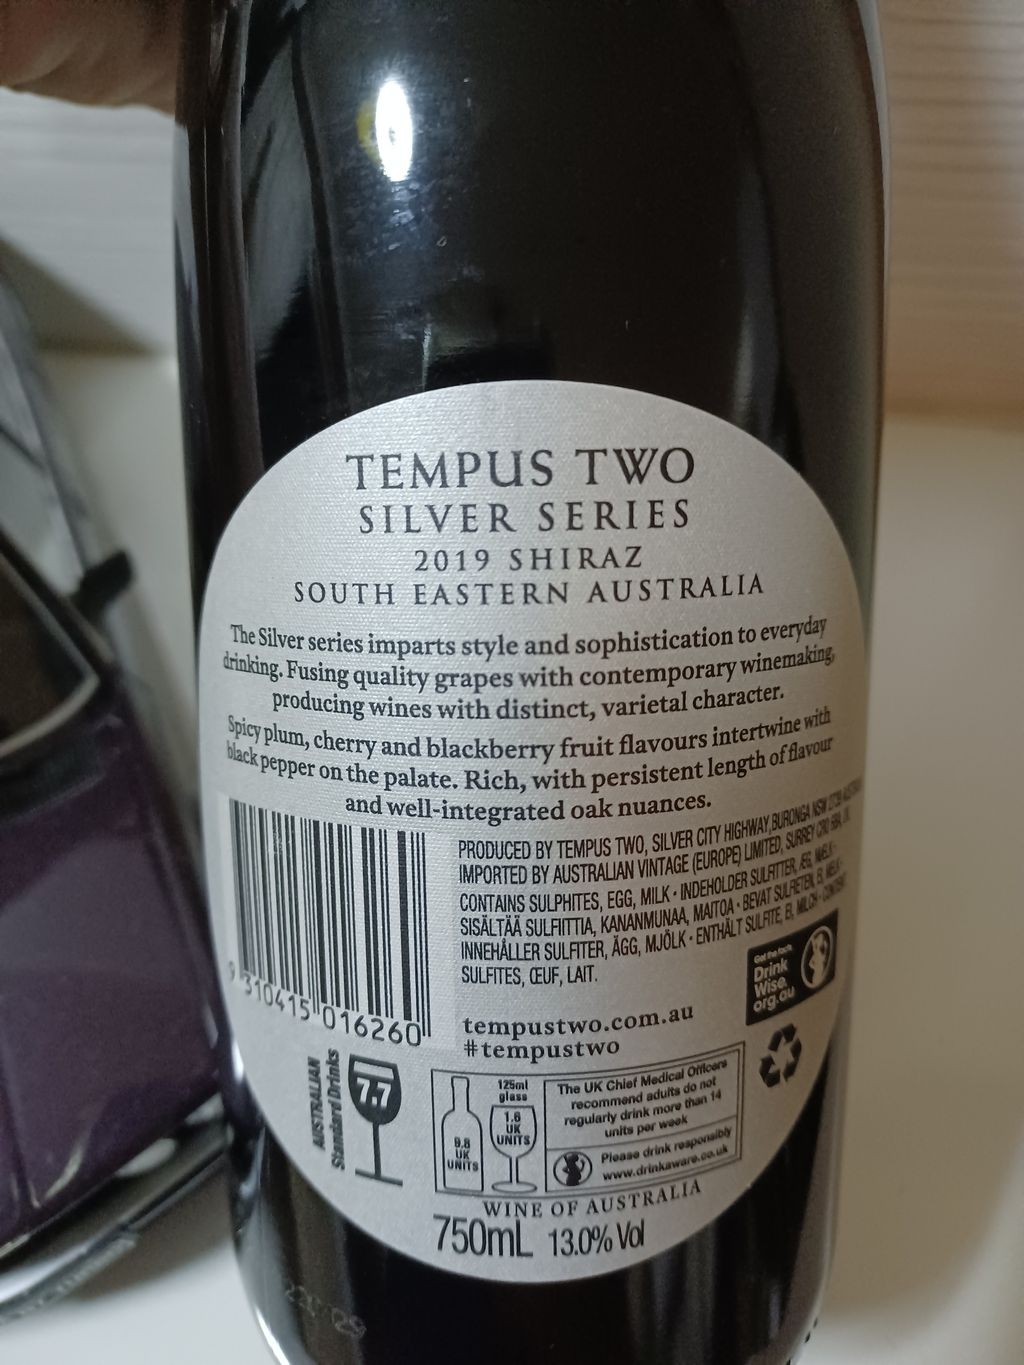 TEMPUS TWO
SILVER SERIES
2019 SHIRAZ
SOUTH EASTERN AUSTRALIA
The Silver series imparts style and sophistication to everyday
drinking. Fusing quality grapes with contemporary winemaking,
producing wines with distinct, varietal character.
Spicy plum, cherry and blackberry fruit flavours intertwine with
black pepper on the palate. Rich, with persistent length of flavour
and well-integrated oak nuances.
PRODUCED BY TEMPUS TWO, SILVER CITY HIGHWAY, BURONGA NSW
IMPORTED BY AUSTRALIAN VINTAGE (EUROPE) LIMITED, SURREY
CONTAINS SULPHITES, EGG, MILK · INDEHOLDER SULFITTER, ÆG, MÆLK ·
SISÄLTÄÄ SULFIITTIA, KANANMUNAA, MAITOA · BEVAT SULFIETEN, EI, MELK ·
INNEHÅLLER SULFITER, ÄGG, MJÖLK · ENTHÄLT SULFITE, EI, MILCH ·
SULFITES, ŒUF, LAIT.
Get the facts
Drink
Wise.
org.au
9 310415 016260
tempustwo.com.au
#tempustwo
AUSTRALIAN
Standard Drinks
7.7
9.8
UK
UNITS
125ml
glass
1.6
UK
UNITS
The UK Chief Medical Officers
recommend adults do not
regularly drink more than 14
units per week
Please drink responsibly
www.drinkaware.co.uk
WINE OF AUSTRALIA
750mL 13.0% Vol